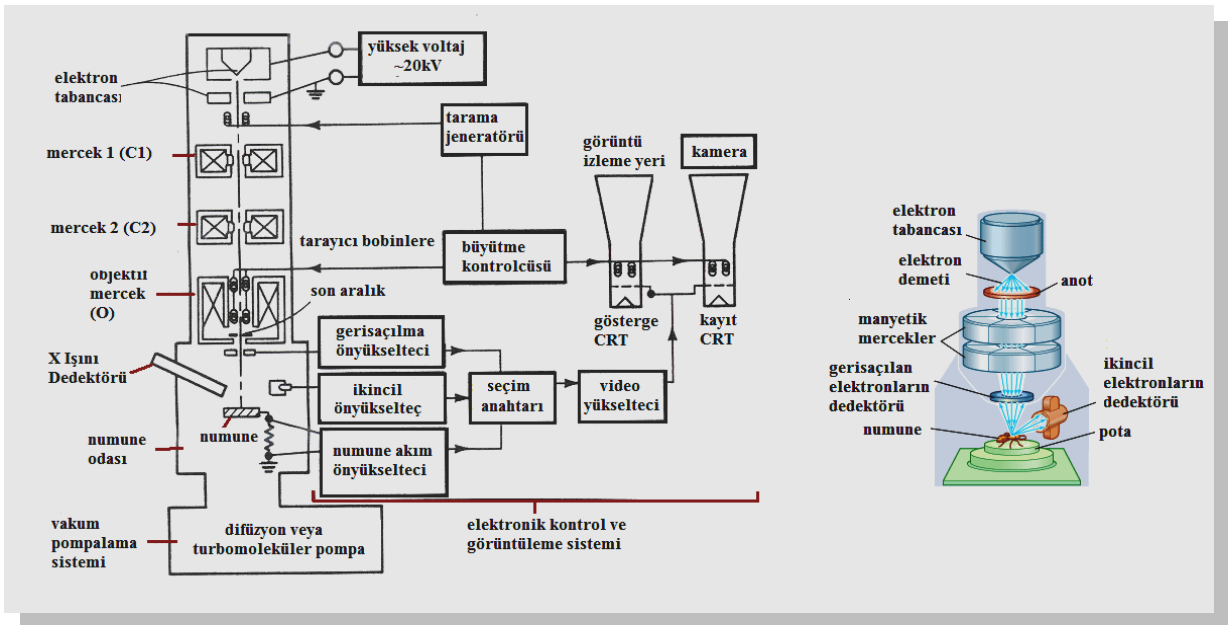 yüksek voltaj
~20kV
elektron
tabancası
tarama
jeneratörü
mercek 1 (C1)
görüntü
izleme yeri
kamera
mercek 2 (C2)
tarayıcı bobinlere
büyütme
kontrolcüsü
objektif
mercek
(O)
son aralık
gösterge
CRT
kayıt
CRT
gerisaçılma
önyükselteci
X Işını
Dedektörü
ikincil
önyükselteç
seçim
anahtarı
video
yükselteci
numune
numune
odası
numune akım
önyükselteci
elektronik kontrol ve
görüntüleme sistemi
vakum
pompalama
sistemi
difüzyon veya
turbomoleküler pompa
elektron
tabancası
elektron
demeti
anot
manyetik
mercekler
gerisaçılan
elektronların
dedektörü
ikincil
elektronların
dedektörü
numune
pota